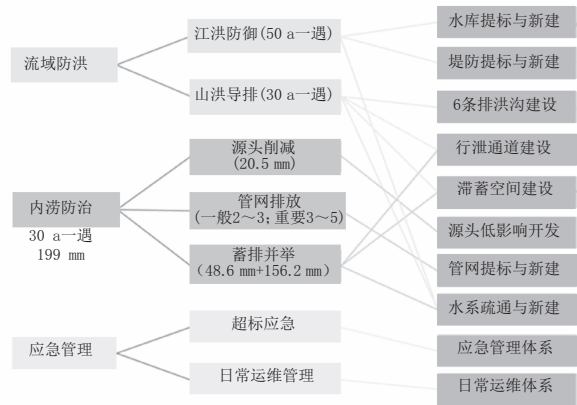 流域防洪
内涝防治
30 a一遇
199 mm
应急管理
江洪防御(50 a一遇)
山洪导排(30 a一遇)
源头削减
(20.5 mm)
管网排放
(一般2～3; 重要3～5)
蓄排并举
(48.6 mm+156.2 mm)
超标应急
日常运维管理
水库提标与新建
堤防提标与新建
6条排洪沟建设
行泄通道建设
滞蓄空间建设
源头低影响开发
管网提标与新建
水系疏通与新建
应急管理体系
日常运维体系